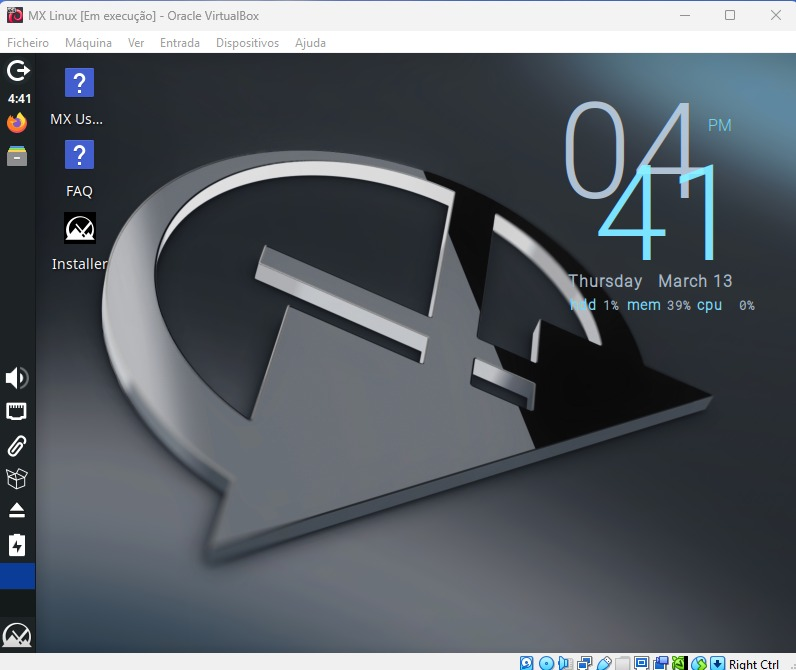 MX Linux [Em execução] - Oracle VirtualBox
Ficheiro Máquina Ver Entrada Dispositivos Ajuda
4:41
? 
MX Us...
?
FAQ
Installer
04 PM
41
Thursday March 13
hdd 1% mem 39% cpu 0%
Right Ctrl